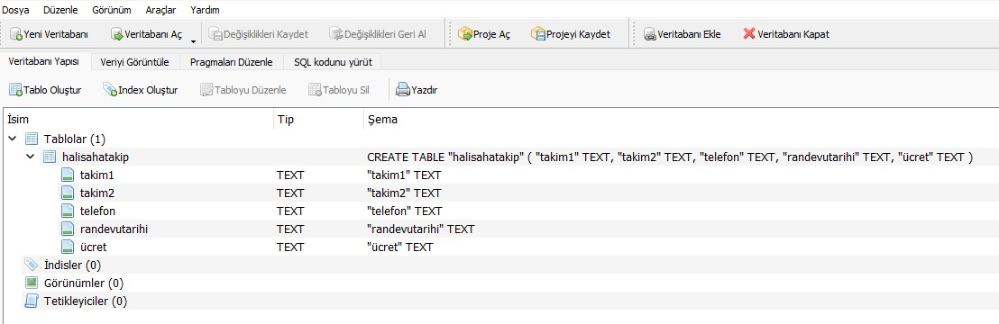 Dosya Düzenle Görünüm Araçlar Yardım
Yeni Veritabanı Veritabanı Aç Değişiklikleri Kaydet Değişiklikleri Geri Al Proje Aç Projeyi Kaydet Veritabanı Ekle Veritabanı Kapat
Veritabanı Yapısı Veriyi Görüntüle Pragmaları Düzenle SQL kodunu yürüt
Tablo Oluştur Index Oluştur Tabloyu Düzenle Tabloyu Sil Yazdır
İsim Tip Şema
Tablolar (1)
halisahatakip CREATE TABLE "halisahatakip" ( "takim1" TEXT, "takim2" TEXT, "telefon" TEXT, "randevutarihi" TEXT, "ücret" TEXT )
takim1 TEXT "takim1" TEXT
takim2 TEXT "takim2" TEXT
telefon TEXT "telefon" TEXT
randevutarihi TEXT "randevutarihi" TEXT
ücret TEXT "ücret" TEXT
İndisler (0)
Görünümler (0)
Tetikleyiciler (0)